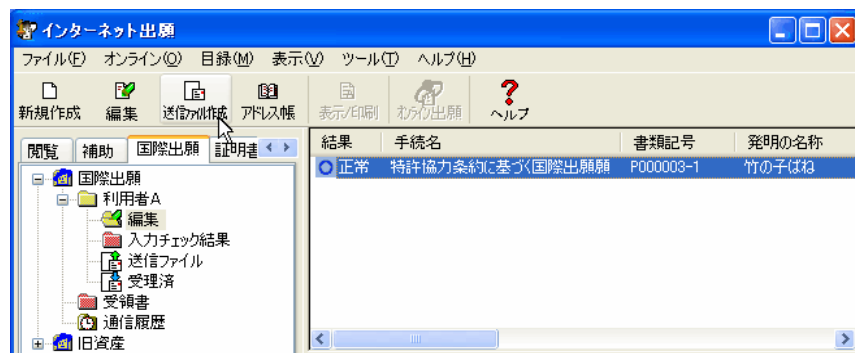 インターネット出願
ファイル(F) オンライン(O) 目録(M) 表示(V) ツール(T) ヘルプ(H)
新規作成 編集 送信ファイル作成 アドレス帳 表示/印刷 オンライン出願 ヘルプ
閲覧 補助 国際出願 証明書
結果 手続名 書類記号 発明の名称
正常 特許協力条約に基づく国際出願願 P000003-1 竹の子ばね
国際出願
利用者A
編集
入力チェック結果
送信ファイル
受理済
受領書
通信履歴
旧資産